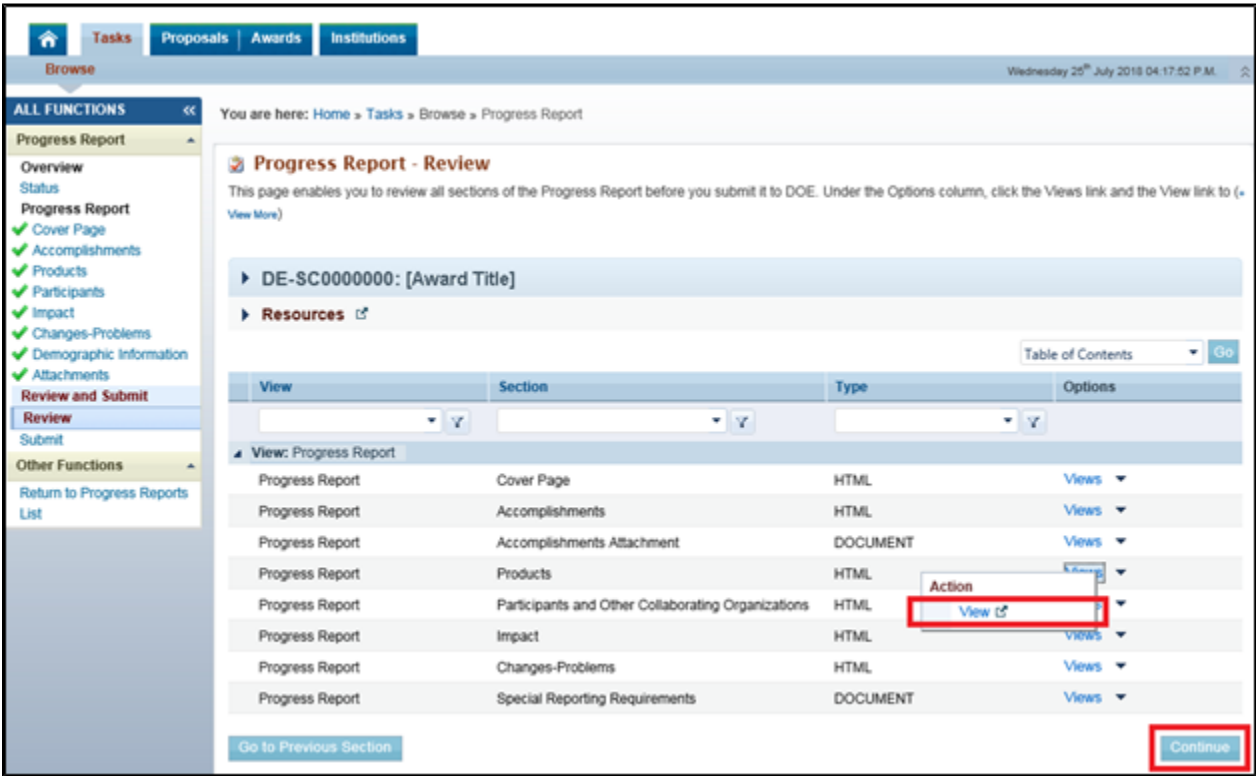 Tasks Proposals Awards Institutions
Browse
Wednesday 25th July 2018 04:17:52 P.M.
ALL FUNCTIONS «
Progress Report
Overview
Status
Progress Report
Cover Page
Accomplishments
Products
Participants
Impact
Changes-Problems
Demographic Information
Attachments
Review and Submit
Review
Submit
Other Functions
Return to Progress Reports
List
You are here: Home » Tasks » Browse » Progress Report
Progress Report - Review
This page enables you to review all sections of the Progress Report before you submit it to DOE. Under the Options column, click the Views link and the View link to (
View More)
DE-SC0000000: [Award Title]
Resources
Table of Contents Go
View Section Type Options
View: Progress Report
Progress Report Cover Page HTML Views
Progress Report Accomplishments HTML Views
Progress Report Accomplishments Attachment DOCUMENT Views
Progress Report Products HTML Views
Action
View
Progress Report Participants and Other Collaborating Organizations HTML
Progress Report Impact HTML Views
Progress Report Changes-Problems HTML Views
Progress Report Special Reporting Requirements DOCUMENT Views
Go to Previous Section Continue